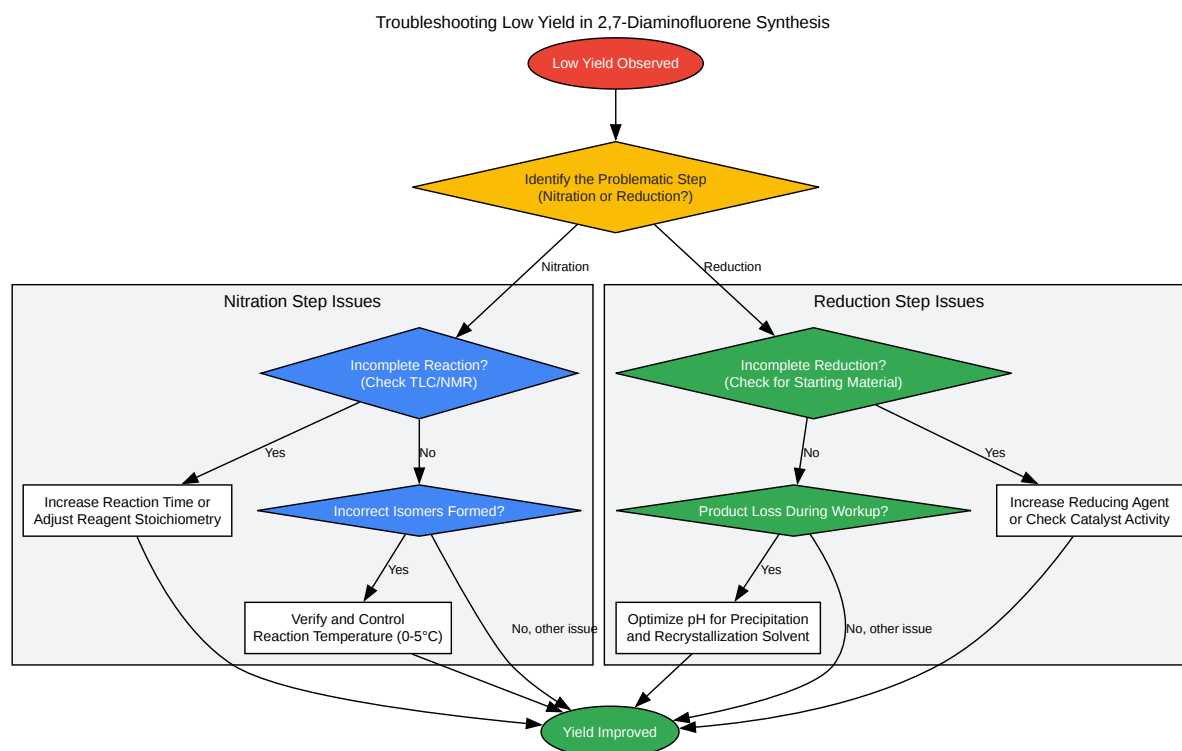 Troubleshooting Low Yield in 2,7-Diaminofluorene Synthesis
Low Yield Observed
Identify the Problematic Step
(Nitration or Reduction?)
Nitration
Reduction
Nitration Step Issues
Reduction Step Issues
Incomplete Reaction?
(Check TLC/NMR)
Incomplete Reduction?
(Check for Starting Material)
Yes
No
No
Yes
Increase Reaction Time or
Adjust Reagent Stoichiometry
Incorrect Isomers Formed?
Product Loss During Workup?
Increase Reducing Agent
or Check Catalyst Activity
Yes
Yes
Verify and Control
Reaction Temperature (0-5°C)
No, other issue
Optimize pH for Precipitation
and Recrystallization Solvent
No, other issue
Yield Improved